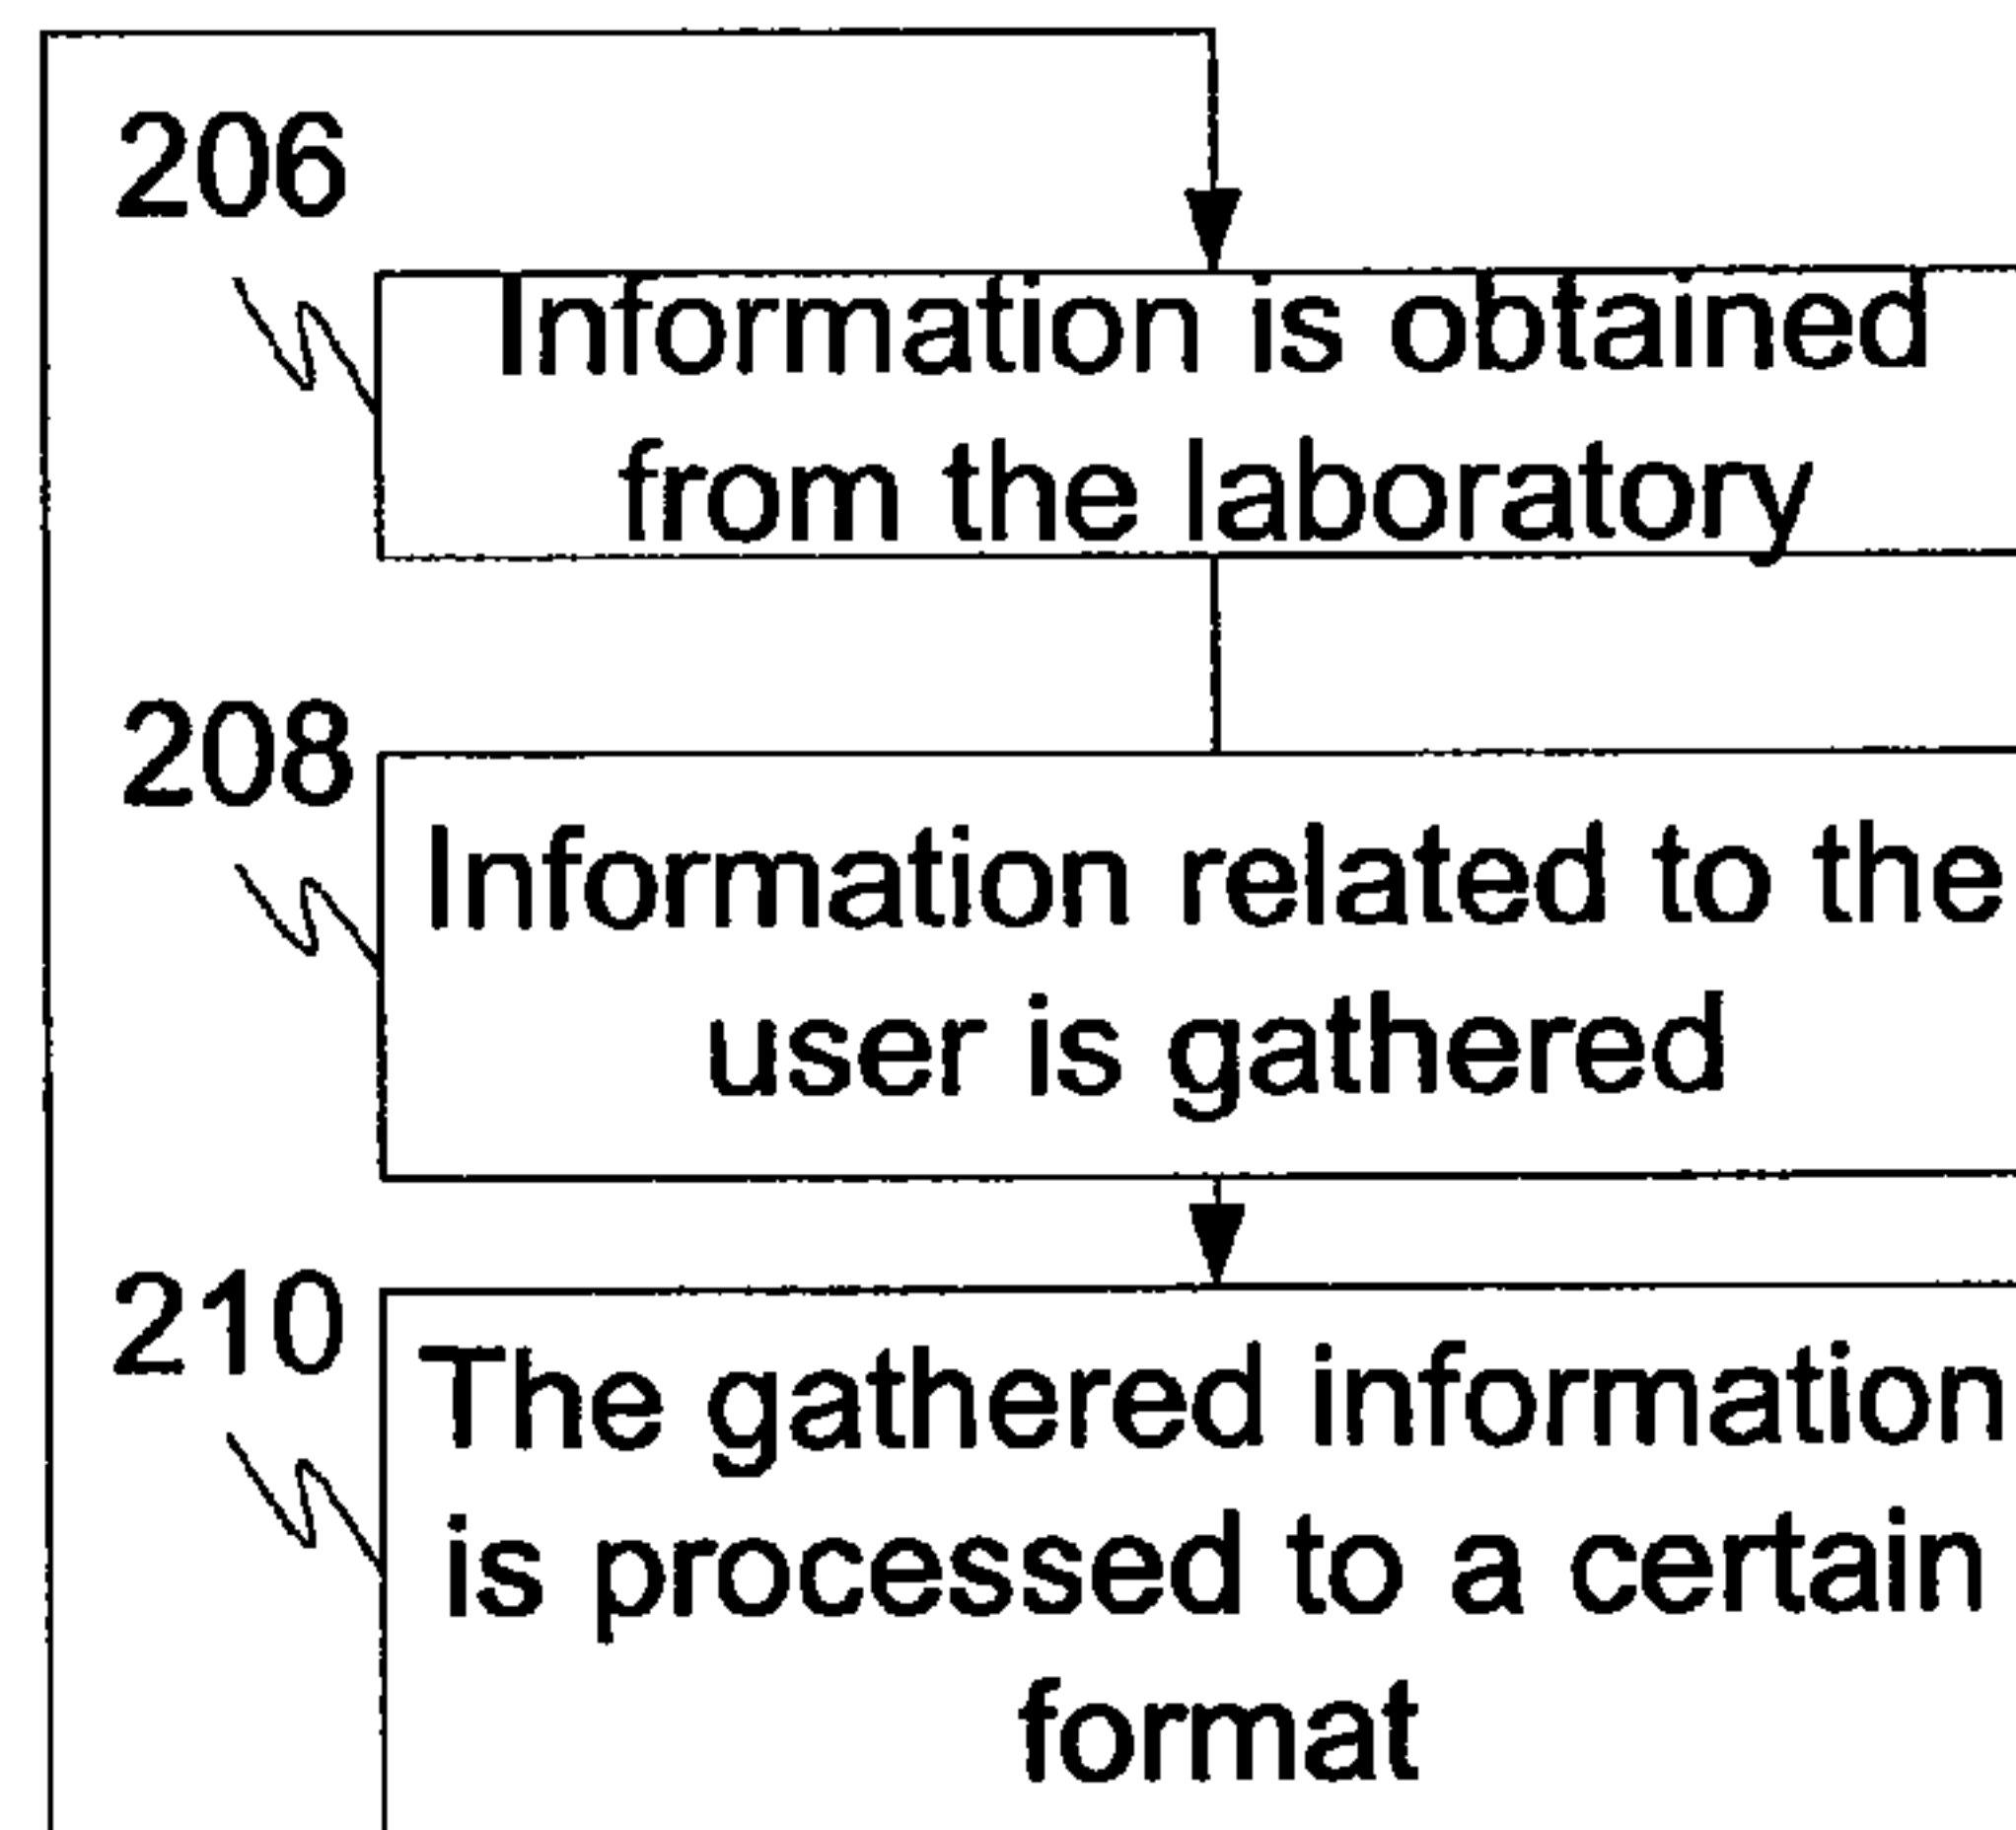 206
Information is obtained
from the laboratory
208
Information related to the
user is gathered
210
The gathered information
is processed to a certain
format